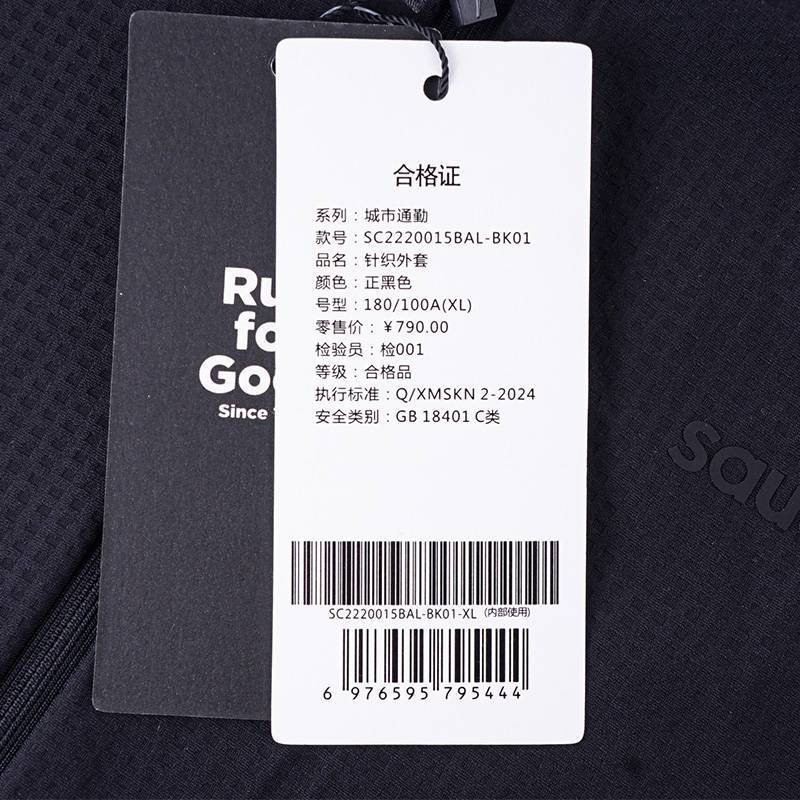 合格证
系列：城市通勤
款号：SC2220015BAL-BK01
品名：针织外套
颜色：正黑色
号型：180/100A(XL)
零售价：￥790.00
检验员：检001
等级：合格品
执行标准：Q/XMSKN 2-2024
安全类别：GB 18401 C类
SC2220015BAL-BK01-XL (内部使用)
6 976595 795444
for
Since
sau